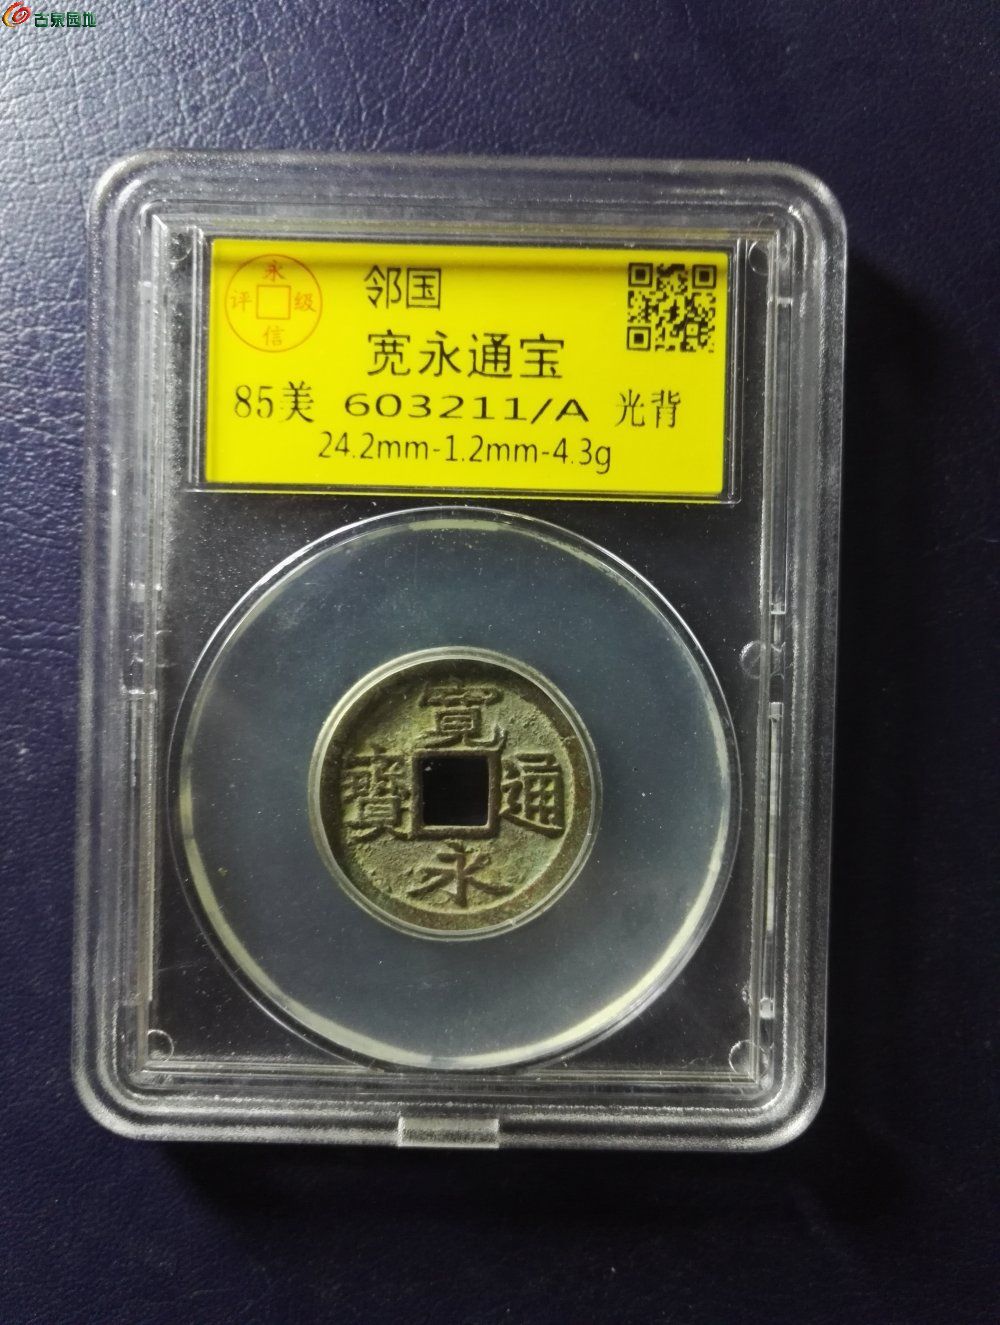 古泉园地
永
评 级
信
邻国
宽永通宝
85美 603211/A 光背
24.2mm-1.2mm-4.3g
寛
寳 通
永